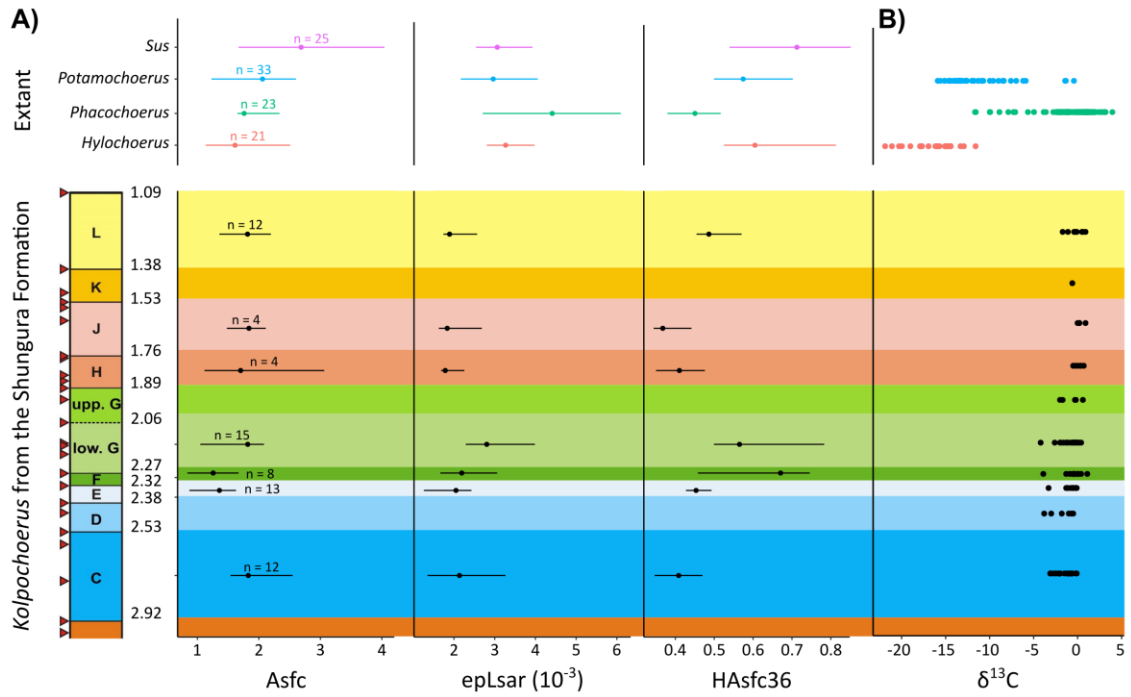 A)
B)
Extant
Sus
Potamochoerus
Phacochoerus
Hylochoerus
n = 25
n = 33
n = 23
n = 21
Kolpochoerus from the Shungura Formation
1.09
L
n = 12
1.38
K
1.53
J
n = 4
1.76
H
n = 4
1.89
upp. G
2.06
low. G
n = 15
2.27
F
n = 8
2.32
E
n = 13
2.38
D
2.53
C
n = 12
2.92
1 2 3 4
2 3 4 5 6
0.4 0.5 0.6 0.7 0.8
-20 -15 -10 -5 0 5
Asfc
epLsar (10⁻³)
HAsfc36
δ¹³C